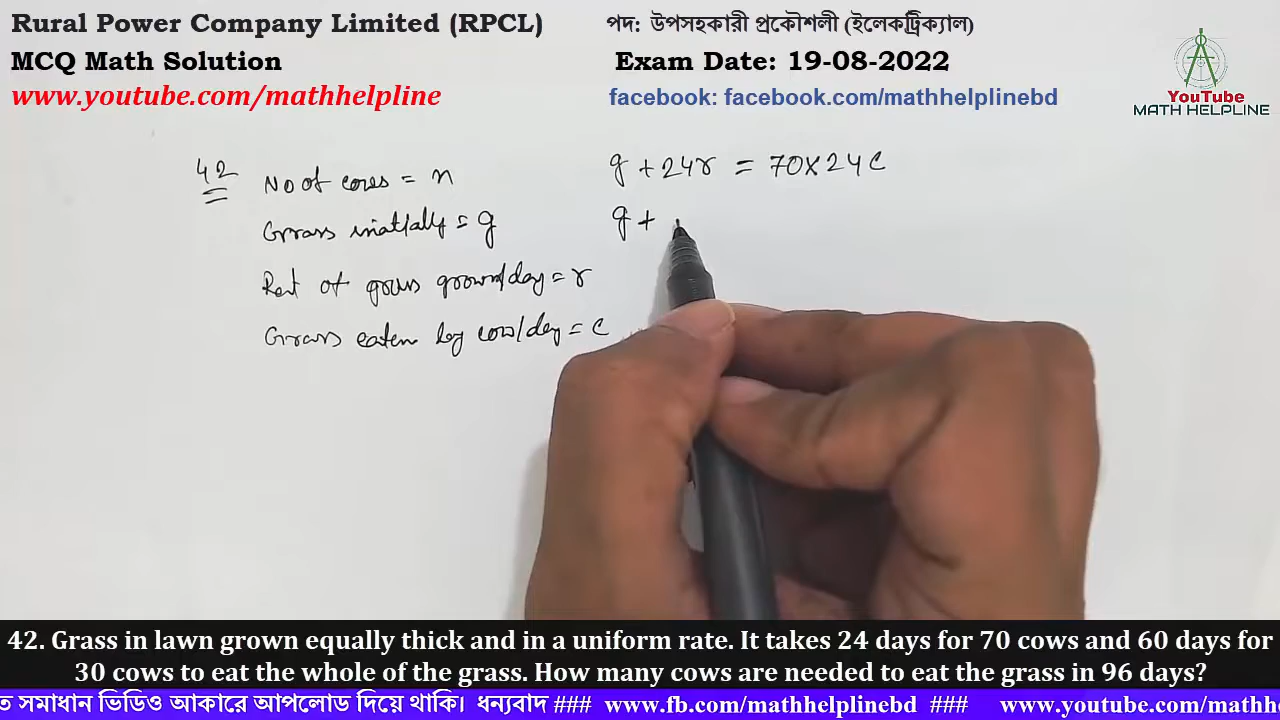 Rural Power Company Limited (RPCL)
MCQ Math Solution
www.youtube.com/mathhelpline
পদ: উপসহকারী প্রকৌশলী (ইলেকট্রিক্যাল)
Exam Date: 19-08-2022
facebook: facebook.com/mathhelplinebd
YouTube
MATH HELPLINE
42
No of cows = n
Grass initially = g
Rat of grass grown/day = r
Grass eaten by cow/day = c
g + 24r = 70×24c
g +
42. Grass in lawn grown equally thick and in a uniform rate. It takes 24 days for 70 cows and 60 days for
30 cows to eat the whole of the grass. How many cows are needed to eat the grass in 96 days?
ত সমাধান ভিডিও আকারে আপলোড দিয়ে থাকি। ধন্যবাদ ### www.fb.com/mathhelplinebd ### www.youtube.com/mathhe